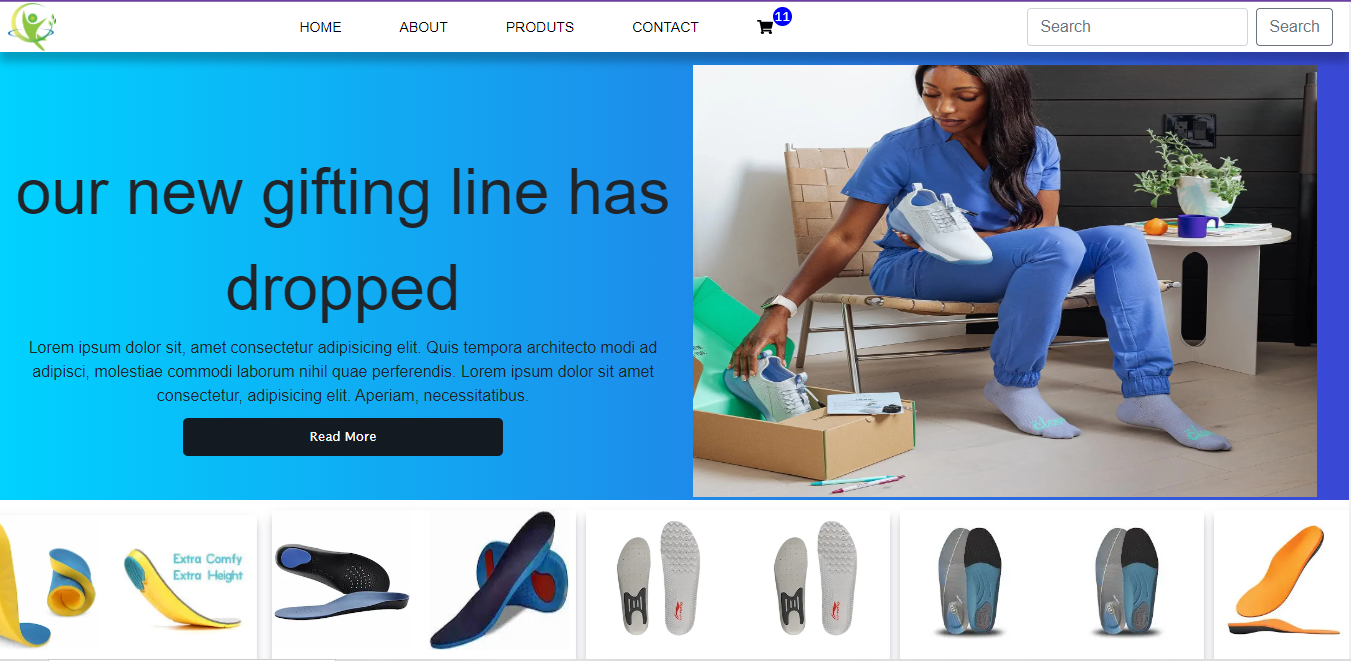 HOME ABOUT PRODUTS CONTACT 11 Search Search
our new gifting line has
dropped
Lorem ipsum dolor sit, amet consectetur adipisicing elit. Quis tempora architecto modi ad
adipisci, molestiae commodi laborum nihil quae perferendis. Lorem ipsum dolor sit amet
consectetur, adipisicing elit. Aperiam, necessitatibus.
Read More
Extra Comfy
Extra Height